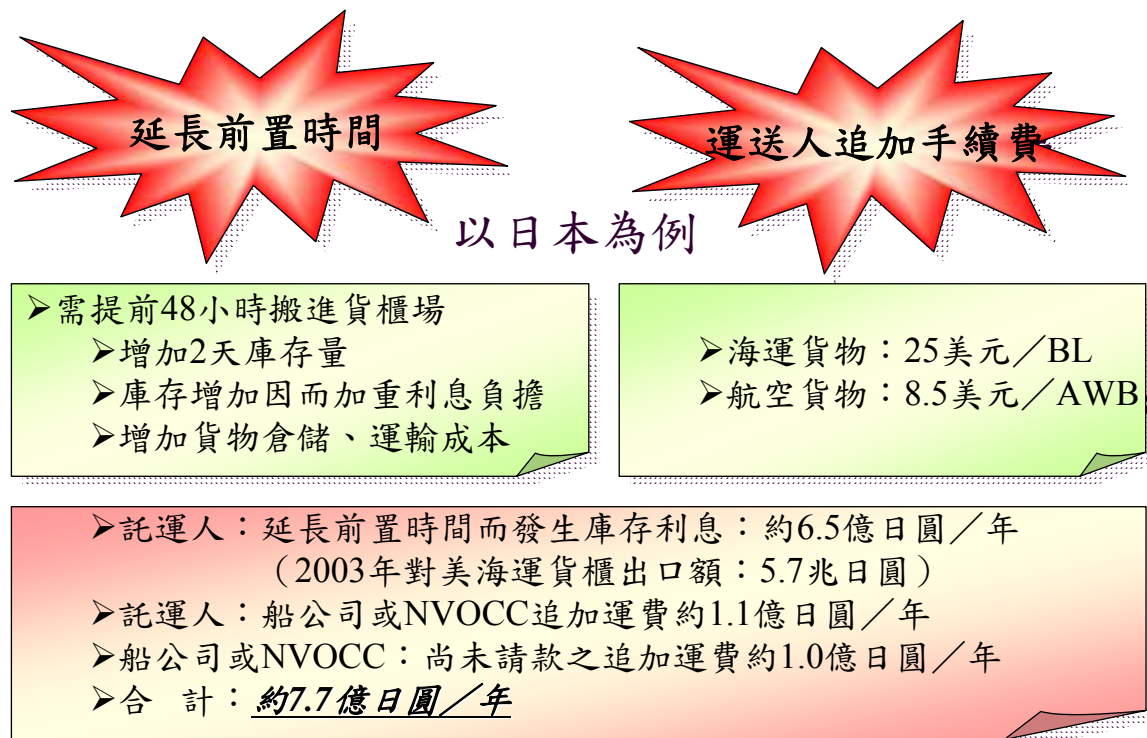 延長前置時間
運送人追加手續費
以日本為例
➢需提前48小時搬進貨櫃場
➢增加2天庫存量
➢庫存增加因而加重利息負擔
➢增加貨物倉儲、運輸成本
➢海運貨物：25美元／BL
➢航空貨物：8.5美元／AWB
➢託運人：延長前置時間而發生庫存利息：約6.5億日圓／年
（2003年對美海運貨櫃出口額：5.7兆日圓）
➢託運人：船公司或NVOCC追加運費約1.1億日圓／年
➢船公司或NVOCC：尚未請款之追加運費約1.0億日圓／年
➢合 計：約7.7億日圓／年